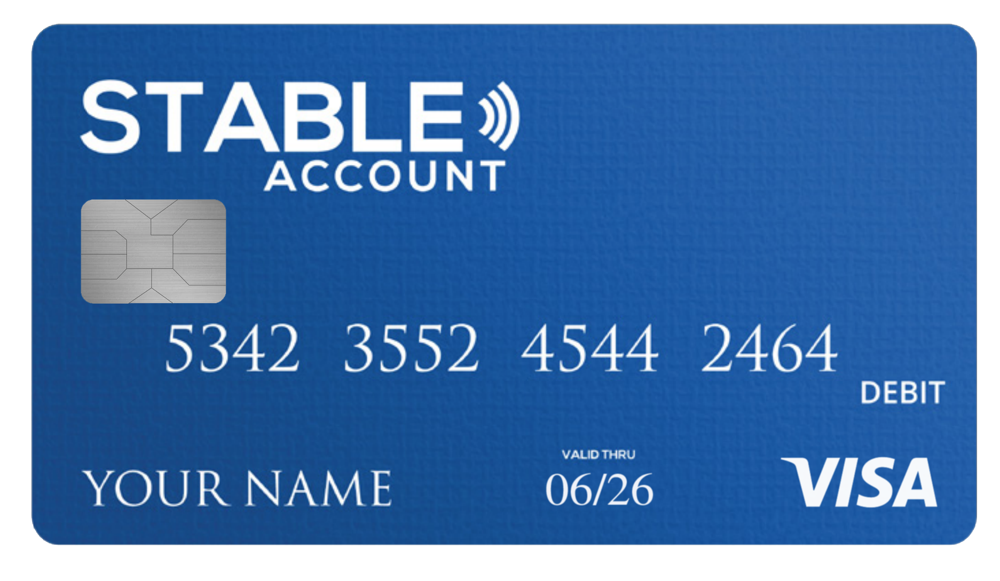 STABLE
ACCOUNT
5342 3552 4544 2464
DEBIT
VALID THRU
YOUR NAME 06/26
VISA